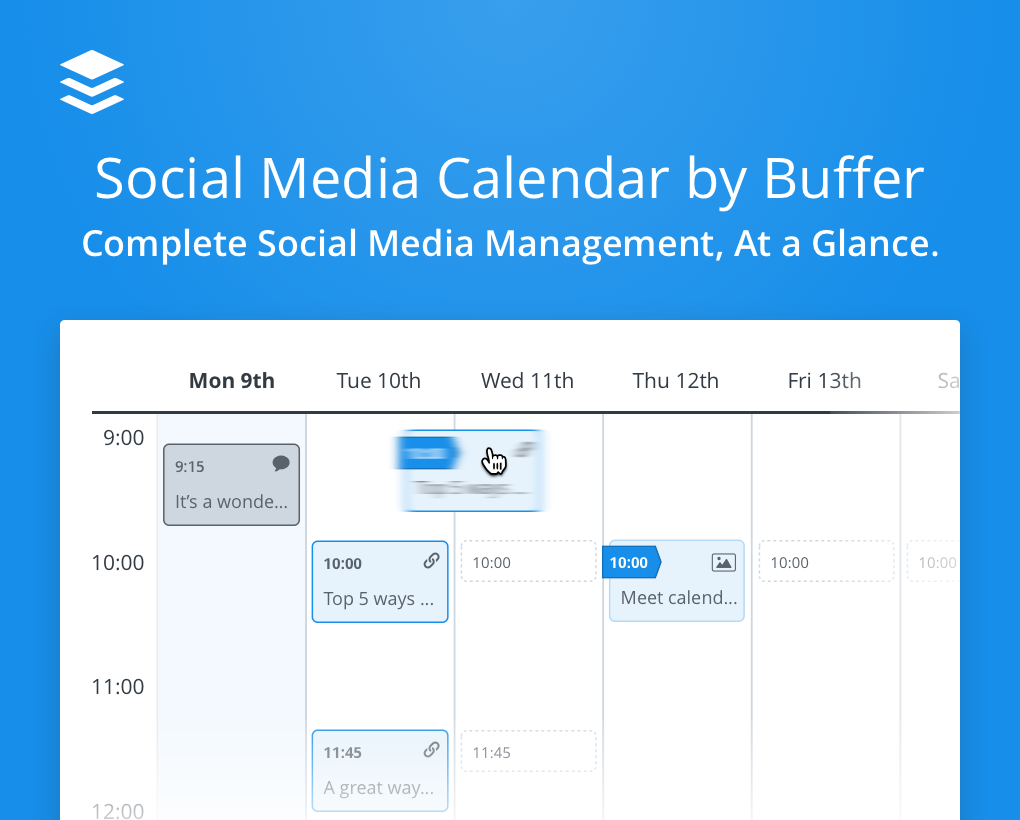 Social Media Calendar by Buffer
Complete Social Media Management, At a Glance.
Mon 9th Tue 10th Wed 11th Thu 12th Fri 13th Sa
9:00
9:15
It's a wonde...
10:00
10:00 10:00 10:00 10:00 10:00
Top 5 ways ... Meet calend...
11:00
11:45 11:45
A great way...
12:00